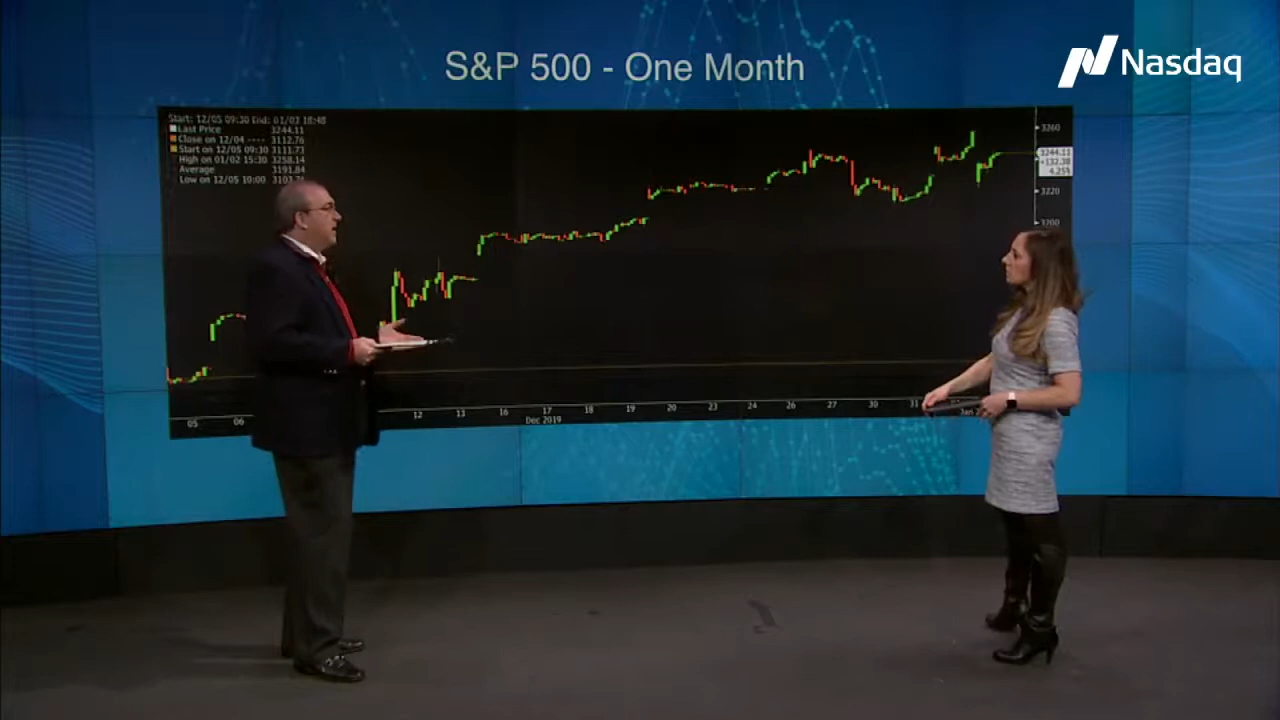 S&P 500 - One Month
Nasdaq
Start: 12/05 09:30 End: 01/03 18:48
Last Price 3244.11
Close on 12/04 ---- 3112.76
Start on 12/05 09:30 3111.73
High on 01/02 15:30 3258.14
Average 3191.84
Low on 12/05 10:00
3260
3244.11
+132.38
4.25%
3220
3200
05 06 12 13 16 17 18 19 20 23 24 26 27 30 31
Dec 2019